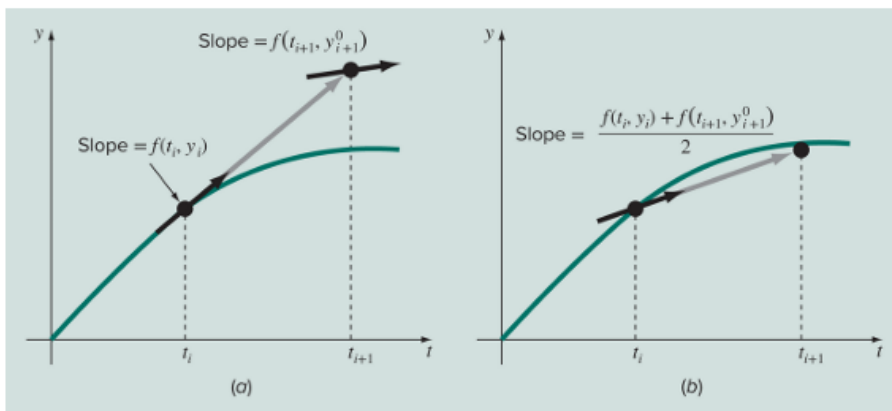 y
Slope = f(t_{i+1}, y^0_{i+1})
Slope = f(t_i, y_i)
t_i
t_{i+1}
t
(a)
y
Slope = \frac{f(t_i, y_i) + f(t_{i+1}, y^0_{i+1})}{2}
t_i
t_{i+1}
t
(b)